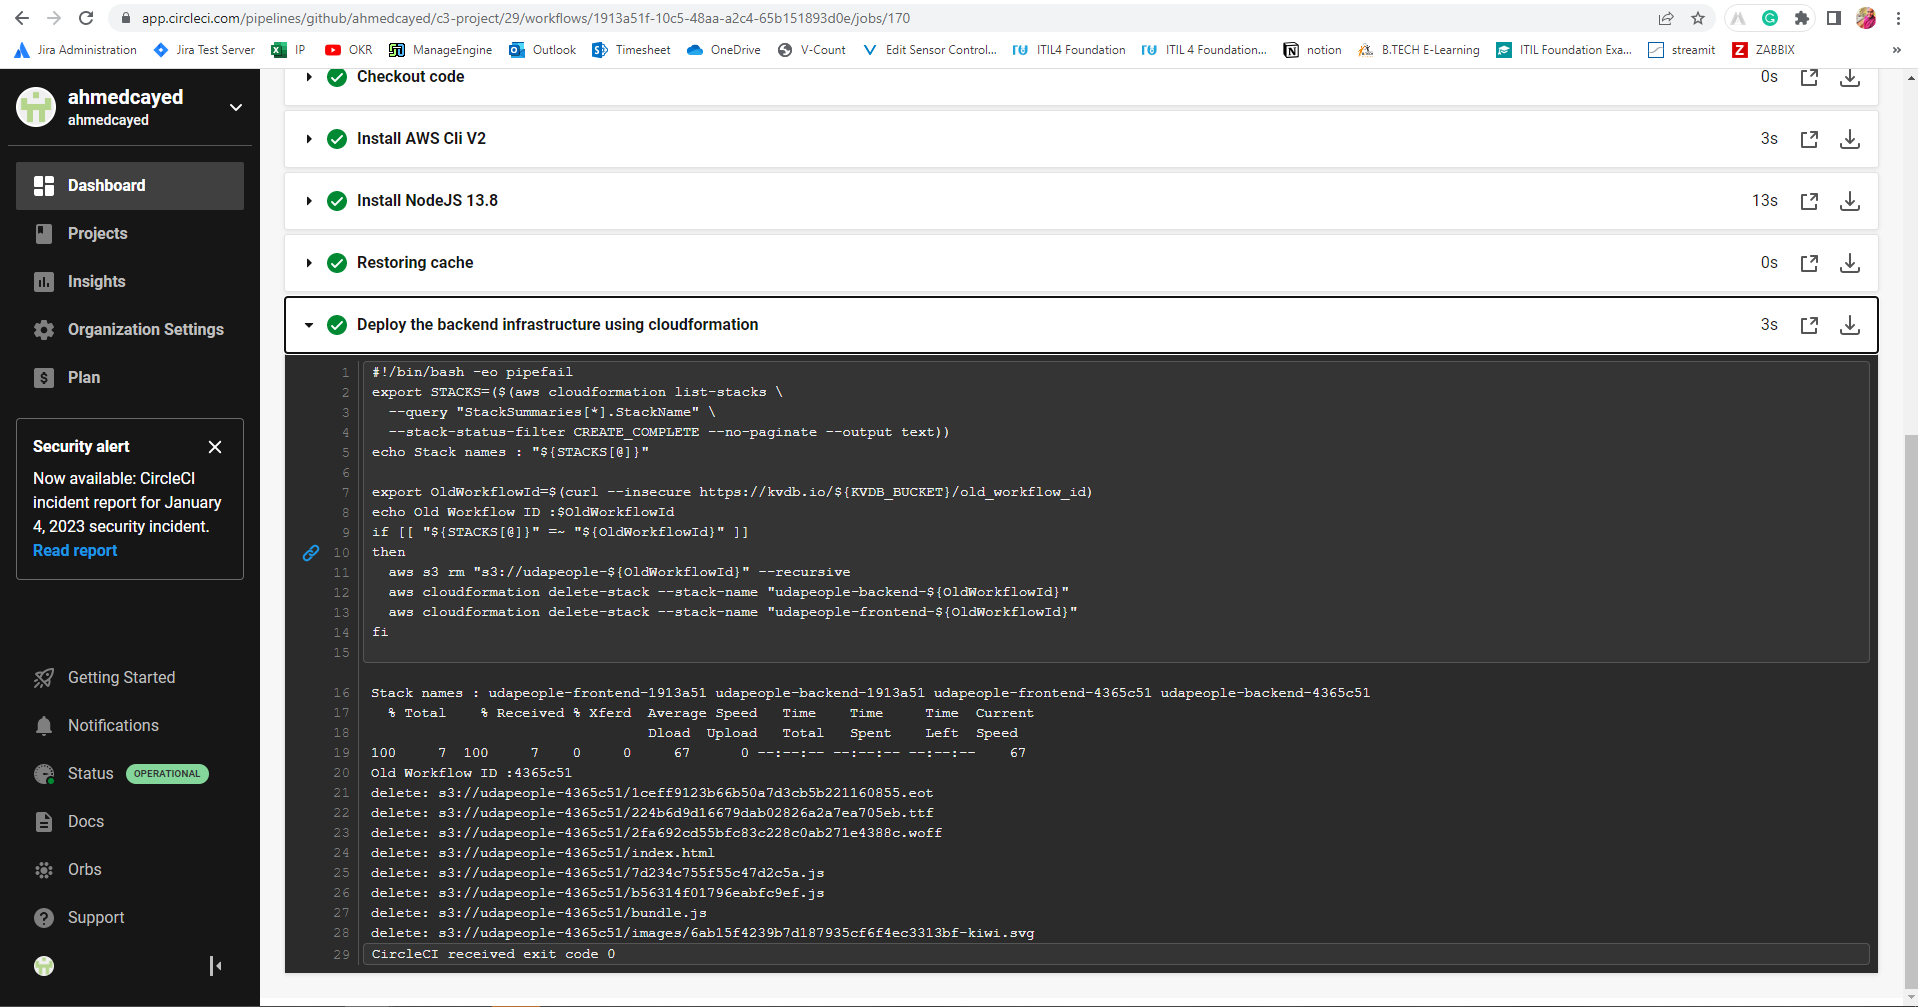 app.circleci.com/pipelines/github/ahmedcayed/c3-project/29/workflows/1913a51f-10c5-48aa-a2c4-65b151893d0e/jobs/170
Jira Administration Jira Test Server IP OKR ManageEngine Outlook Timesheet OneDrive V-Count Edit Sensor Control... ITIL4 Foundation ITIL 4 Foundation... notion B.TECH E-Learning ITIL Foundation Exa... streamit ZABBIX »
ahmedcayed
ahmedcayed
Dashboard
Projects
Insights
Organization Settings
Plan
Security alert
Now available: CircleCI
incident report for January
4, 2023 security incident.
Read report
Getting Started
Notifications
Status OPERATIONAL
Docs
Orbs
Support
Checkout code 0s
Install AWS Cli V2 3s
Install NodeJS 13.8 13s
Restoring cache 0s
Deploy the backend infrastructure using cloudformation 3s
1 #!/bin/bash -eo pipefail
2 export STACKS=($(aws cloudformation list-stacks \
3 --query "StackSummaries[*].StackName" \
4 --stack-status-filter CREATE_COMPLETE --no-paginate --output text))
5 echo Stack names : "${STACKS[@]}"
6
7 export OldWorkflowId=$(curl --insecure https://kvdb.io/${KVDB_BUCKET}/old_workflow_id)
8 echo Old Workflow ID :$OldWorkflowId
9 if [[ "${STACKS[@]}" =~ "${OldWorkflowId}" ]]
10 then
11 aws s3 rm "s3://udapeople-${OldWorkflowId}" --recursive
12 aws cloudformation delete-stack --stack-name "udapeople-backend-${OldWorkflowId}"
13 aws cloudformation delete-stack --stack-name "udapeople-frontend-${OldWorkflowId}"
14 fi
15
16 Stack names : udapeople-frontend-1913a51 udapeople-backend-1913a51 udapeople-frontend-4365c51 udapeople-backend-4365c51
17 % Total % Received % Xferd Average Speed Time Time Time Current
18 Dload Upload Total Spent Left Speed
19 100 7 100 7 0 0 67 0 --:--:-- --:--:-- --:--:-- 67
20 Old Workflow ID :4365c51
21 delete: s3://udapeople-4365c51/1ceff9123b66b50a7d3cb5b221160855.eot
22 delete: s3://udapeople-4365c51/224b6d9d16679dab02826a2a7ea705eb.ttf
23 delete: s3://udapeople-4365c51/2fa692cd55bfc83c228c0ab271e4388c.woff
24 delete: s3://udapeople-4365c51/index.html
25 delete: s3://udapeople-4365c51/7d234c755f55c47d2c5a.js
26 delete: s3://udapeople-4365c51/b56314f01796eabfc9ef.js
27 delete: s3://udapeople-4365c51/bundle.js
28 delete: s3://udapeople-4365c51/images/6ab15f4239b7d187935cf6f4ec3313bf-kiwi.svg
29 CircleCI received exit code 0